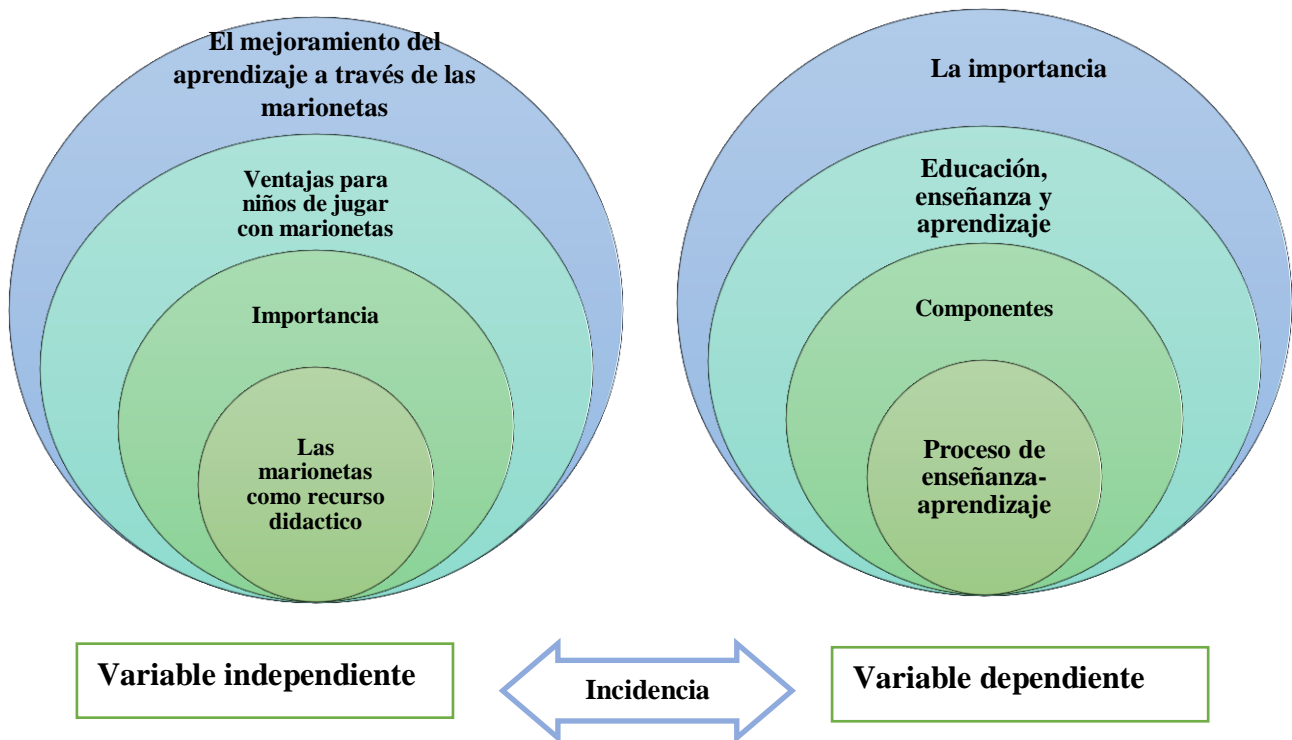 El mejoramiento del
aprendizaje a través de las
marionetas
Ventajas para
niños de jugar
con marionetas
Importancia
Las
marionetas
como recurso
didactico
La importancia
Educación,
enseñanza y
aprendizaje
Componentes
Proceso de
enseñanza-
aprendizaje
Variable independiente
Incidencia
Variable dependiente